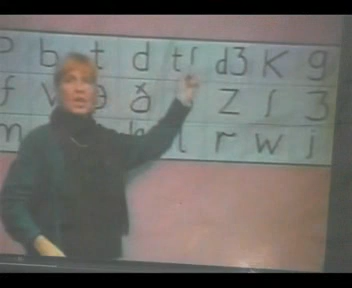 p b t d tʃ dʒ k g
f v θ ð z ʃ ʒ
m l r w j